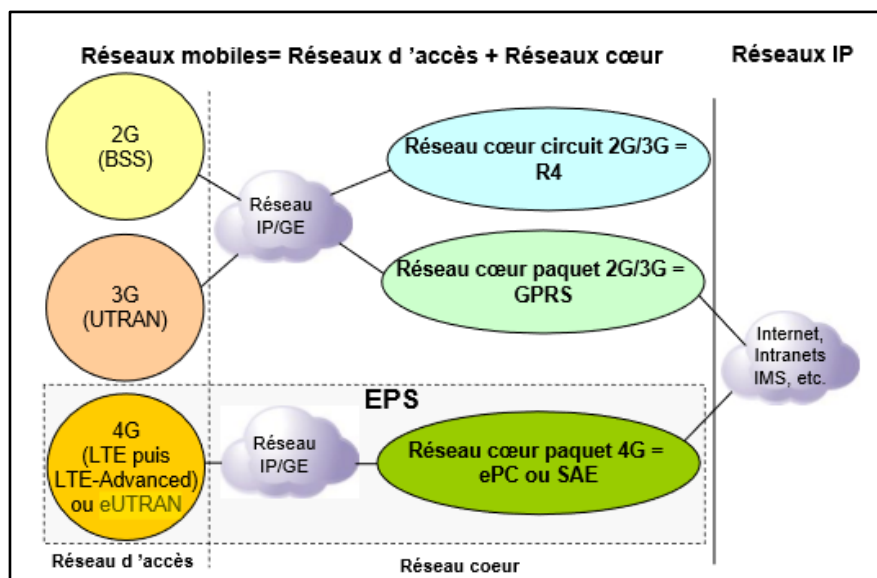 Réseaux mobiles= Réseaux d 'accès + Réseaux cœur
Réseaux IP
2G
(BSS)
Réseau cœur circuit 2G/3G =
R4
Réseau
IP/GE
3G
(UTRAN)
Réseau cœur paquet 2G/3G =
GPRS
Internet,
Intranets
IMS, etc.
EPS
4G
(LTE puis
LTE-Advanced)
ou eUTRAN
Réseau
IP/GE
Réseau cœur paquet 4G =
ePC ou SAE
Réseau d 'accès
Réseau coeur